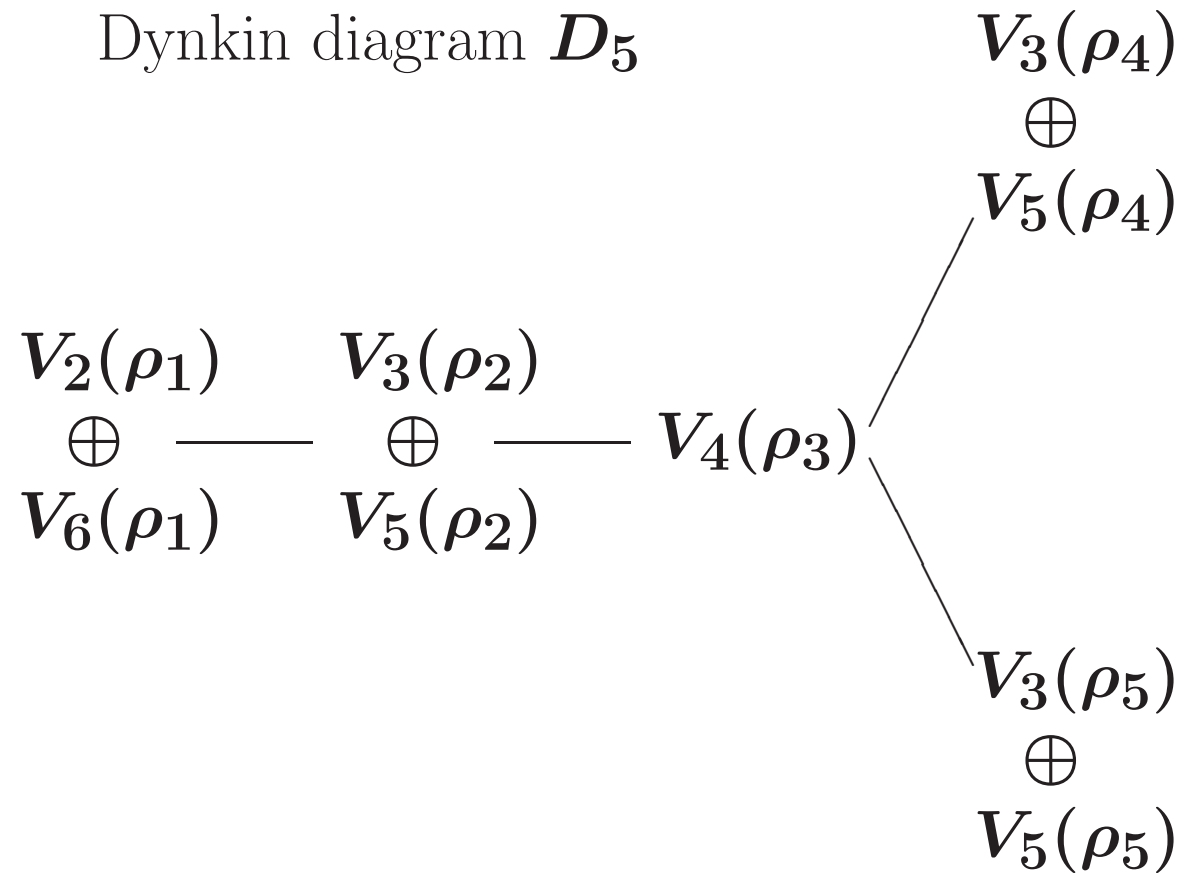 Dynkin diagram D₅
V₃(ρ₄)
⊕
V₅(ρ₄)
V₂(ρ₁) V₃(ρ₂)
⊕ ⊕ V₄(ρ₃)
V₆(ρ₁) V₅(ρ₂)
V₃(ρ₅)
⊕
V₅(ρ₅)